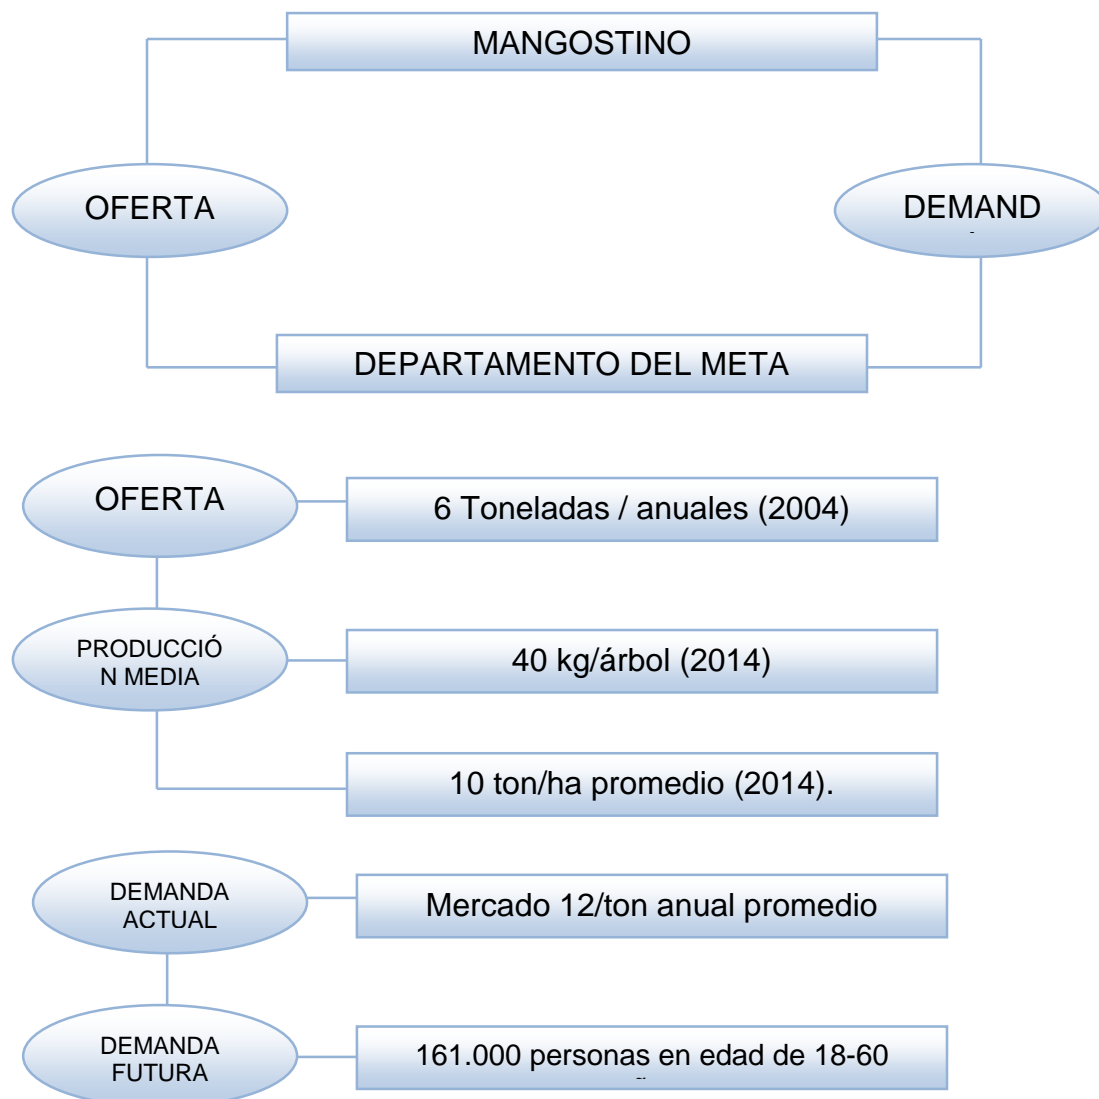 MANGOSTINO
OFERTA
DEMAND
DEPARTAMENTO DEL META
OFERTA
6 Toneladas / anuales (2004)
PRODUCCIÓ
N MEDIA
40 kg/árbol (2014)
10 ton/ha promedio (2014).
DEMANDA
ACTUAL
Mercado 12/ton anual promedio
DEMANDA
FUTURA
161.000 personas en edad de 18-60